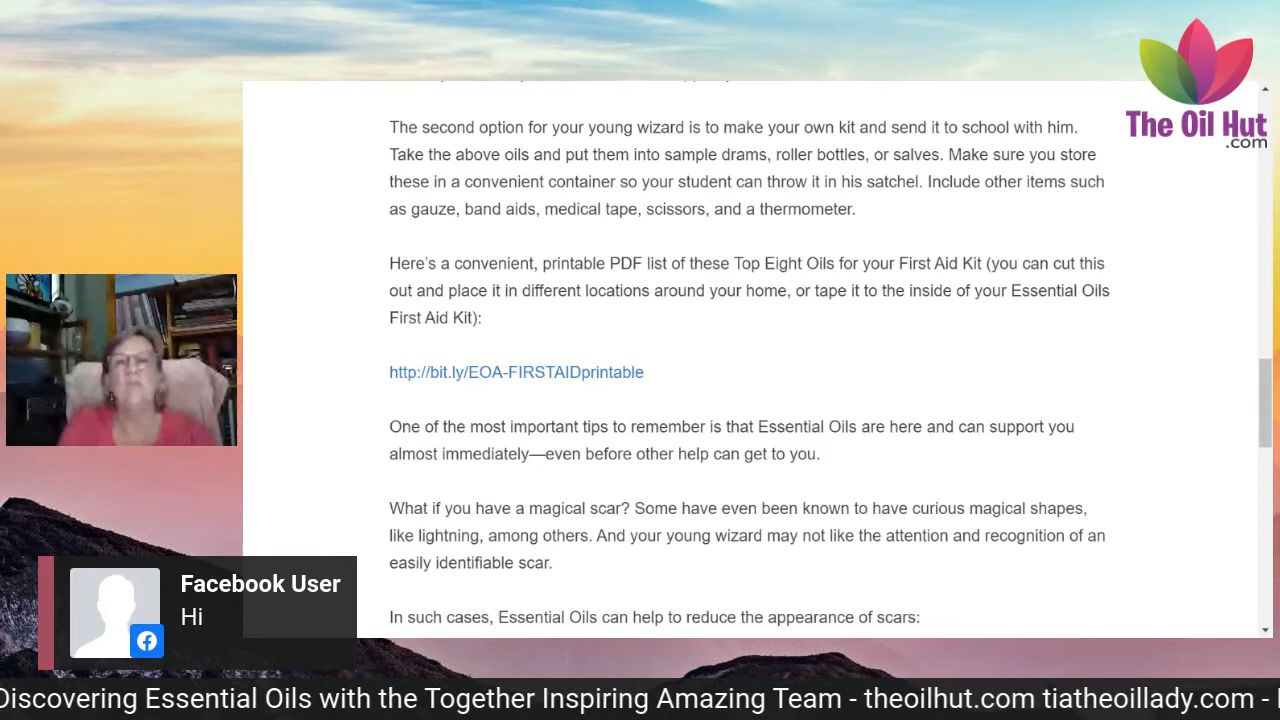 The Oil Hut
.com
The second option for your young wizard is to make your own kit and send it to school with him.
Take the above oils and put them into sample drams, roller bottles, or salves. Make sure you store
these in a convenient container so your student can throw it in his satchel. Include other items such
as gauze, band aids, medical tape, scissors, and a thermometer.
Here's a convenient, printable PDF list of these Top Eight Oils for your First Aid Kit (you can cut this
out and place it in different locations around your home, or tape it to the inside of your Essential Oils
First Aid Kit):
http://bit.ly/EOA-FIRSTAIDprintable
One of the most important tips to remember is that Essential Oils are here and can support you
almost immediately—even before other help can get to you.
What if you have a magical scar? Some have even been known to have curious magical shapes,
like lightning, among others. And your young wizard may not like the attention and recognition of an
easily identifiable scar.
In such cases, Essential Oils can help to reduce the appearance of scars:
Facebook User
Hi
Discovering Essential Oils with the Together Inspiring Amazing Team - theoilhut.com tiatheoillady.com -